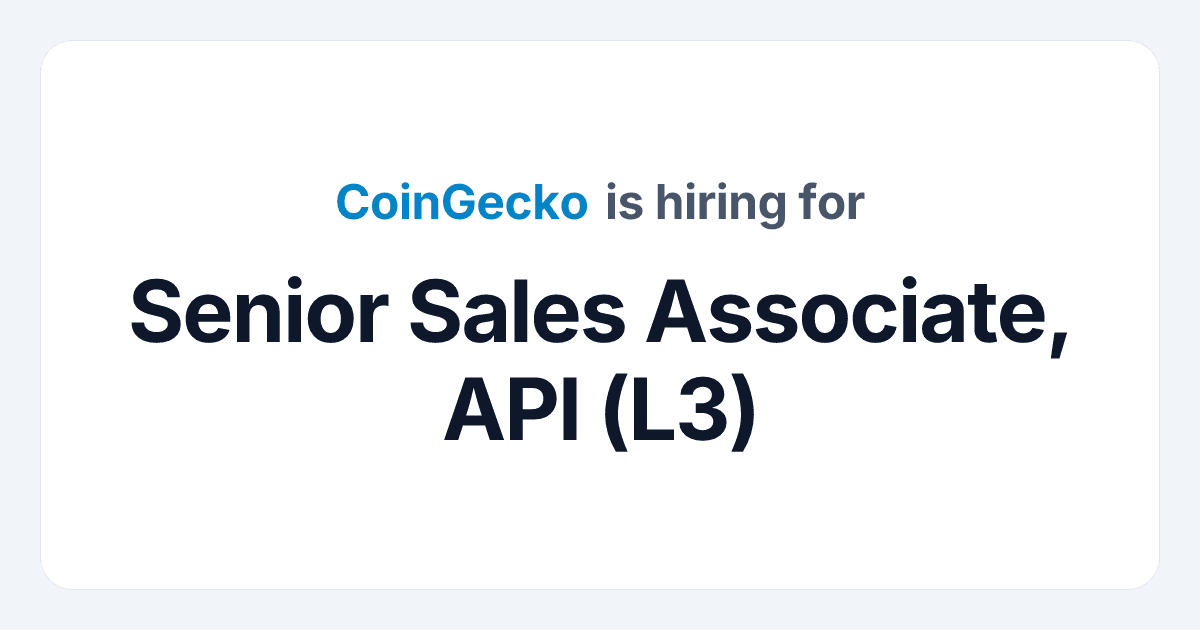 CoinGecko is hiring for
Senior Sales Associate,
API (L3)